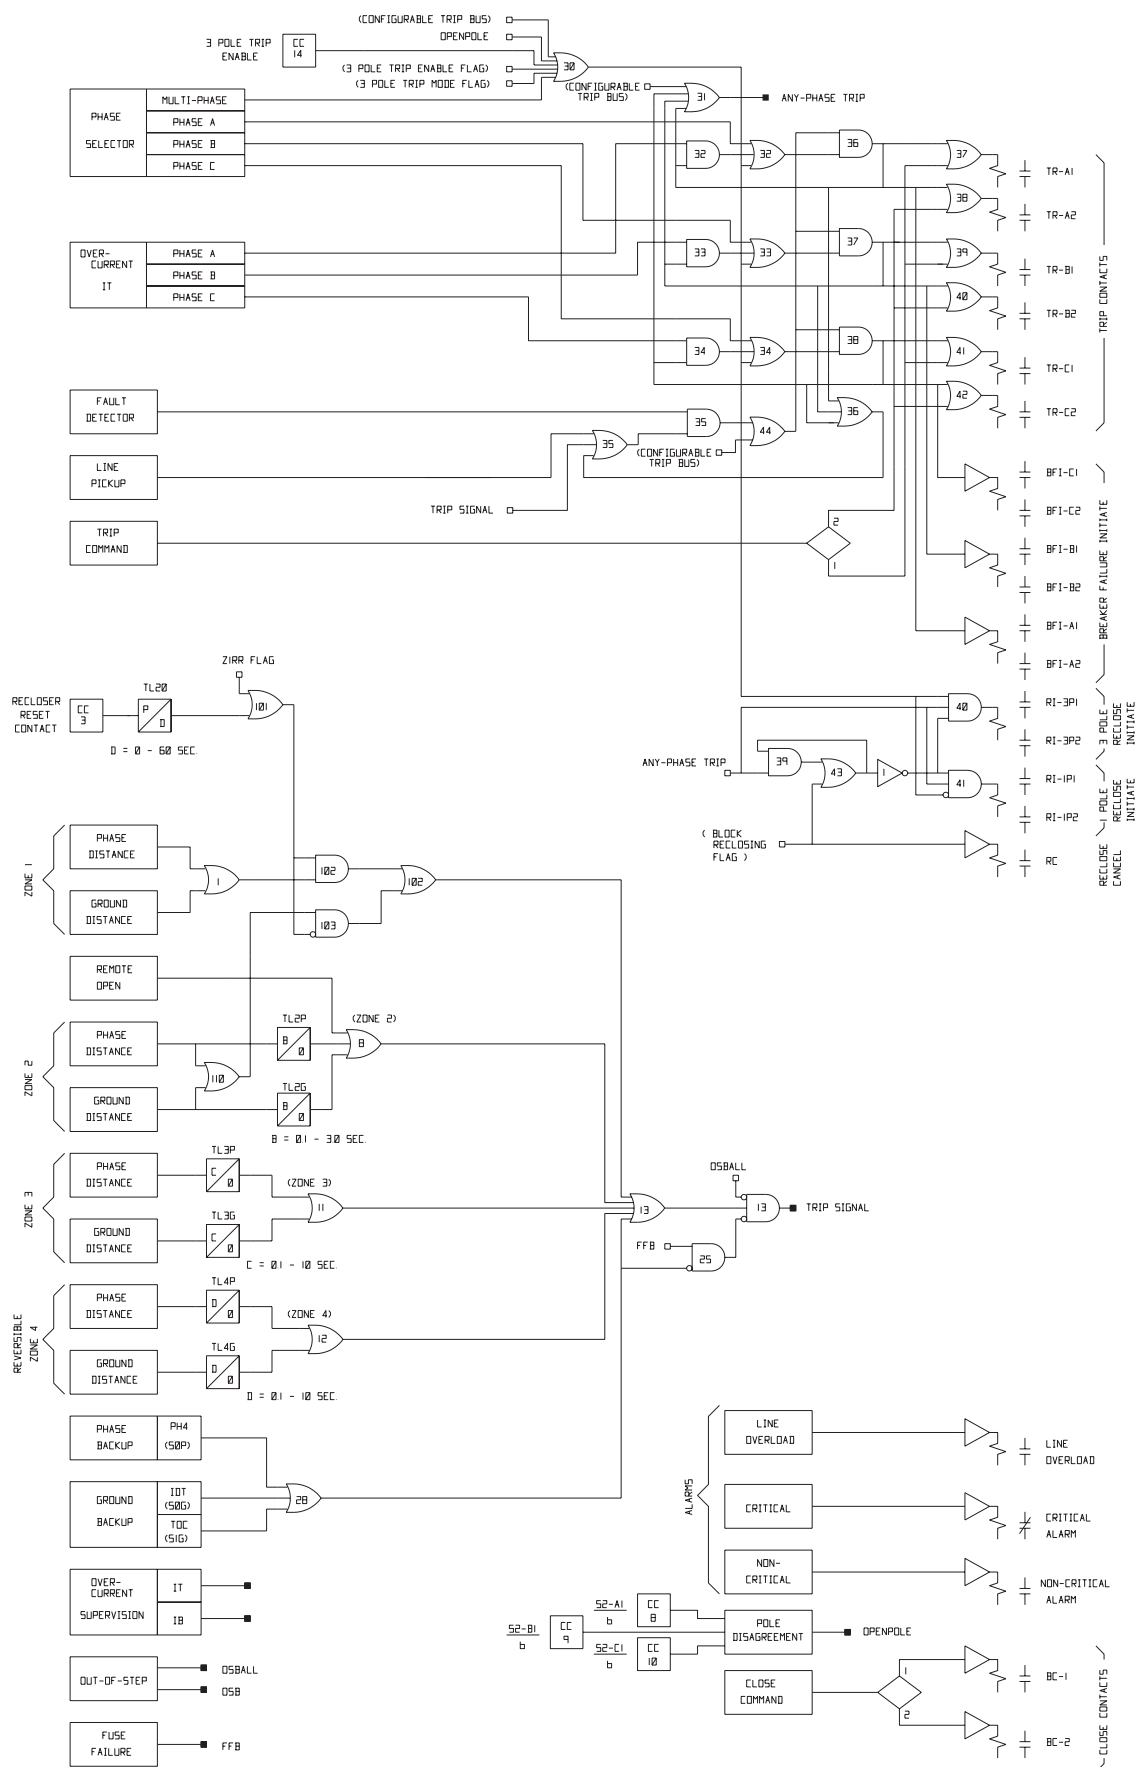 (CONFIGURABLE TRIP BUS)
OPENPOLE
3 POLE TRIP
ENABLE
CC
14
(3 POLE TRIP ENABLE FLAG)
(3 POLE TRIP MODE FLAG)
30
(CONFIGURABLE
TRIP BUS)
31
ANY-PHASE TRIP
PHASE
SELECTOR
MULTI-PHASE
PHASE A
PHASE B
PHASE C
32
32
36
37
TR-A1
38
TR-A2
OVER-
CURRENT
IT
PHASE A
PHASE B
PHASE C
33
33
37
39
TR-B1
40
TR-B2
34
34
38
41
TR-C1
42
TR-C2
TRIP CONTACTS
FAULT
DETECTOR
35
35
44
36
(CONFIGURABLE
TRIP BUS)
LINE
PICKUP
TRIP SIGNAL
TRIP
COMMAND
2
1
BFI-C1
BFI-C2
BFI-B1
BFI-B2
BFI-A1
BFI-A2
BREAKER FAILURE INITIATE
Z1RR FLAG
RECLOSER
RESET
CONTACT
CC
3
TL20
P
D
101
D = 0 - 60 SEC.
40
RI-3P1
RI-3P2
3 POLE
RECLOSE
INITIATE
ANY-PHASE TRIP
39
43
1
41
RI-1P1
RI-1P2
1 POLE
RECLOSE
INITIATE
( BLOCK
RECLOSING
FLAG )
RC
RECLOSE
CANCEL
ZONE 1
PHASE
DISTANCE
GROUND
DISTANCE
1
102
102
103
REMOTE
OPEN
ZONE 2
PHASE
DISTANCE
GROUND
DISTANCE
110
TL2P
B
0
(ZONE 2)
8
TL2G
B
0
B = 0.1 - 3.0 SEC.
ZONE 3
PHASE
DISTANCE
GROUND
DISTANCE
TL3P
C
0
(ZONE 3)
11
TL3G
C
0
C = 0.1 - 10 SEC.
OSBALL
13
13
TRIP SIGNAL
FFB
25
REVERSIBLE
ZONE 4
PHASE
DISTANCE
GROUND
DISTANCE
TL4P
D
0
(ZONE 4)
12
TL4G
D
0
D = 0.1 - 10 SEC.
PHASE
BACKUP
PH4
(50P)
GROUND
BACKUP
IDT
(50G)
TOC
(51G)
28
OVER-
CURRENT
SUPERVISION
IT
IB
OUT-OF-STEP
OSBALL
OSB
FUSE
FAILURE
FFB
ALARMS
LINE
OVERLOAD
LINE
OVERLOAD
CRITICAL
CRITICAL
ALARM
NON-
CRITICAL
NON-CRITICAL
ALARM
52-A1
b
CC
8
52-B1
b
CC
9
52-C1
b
CC
10
POLE
DISAGREEMENT
OPENPOLE
CLOSE
COMMAND
1
2
BC-1
BC-2
CLOSE CONTACTS